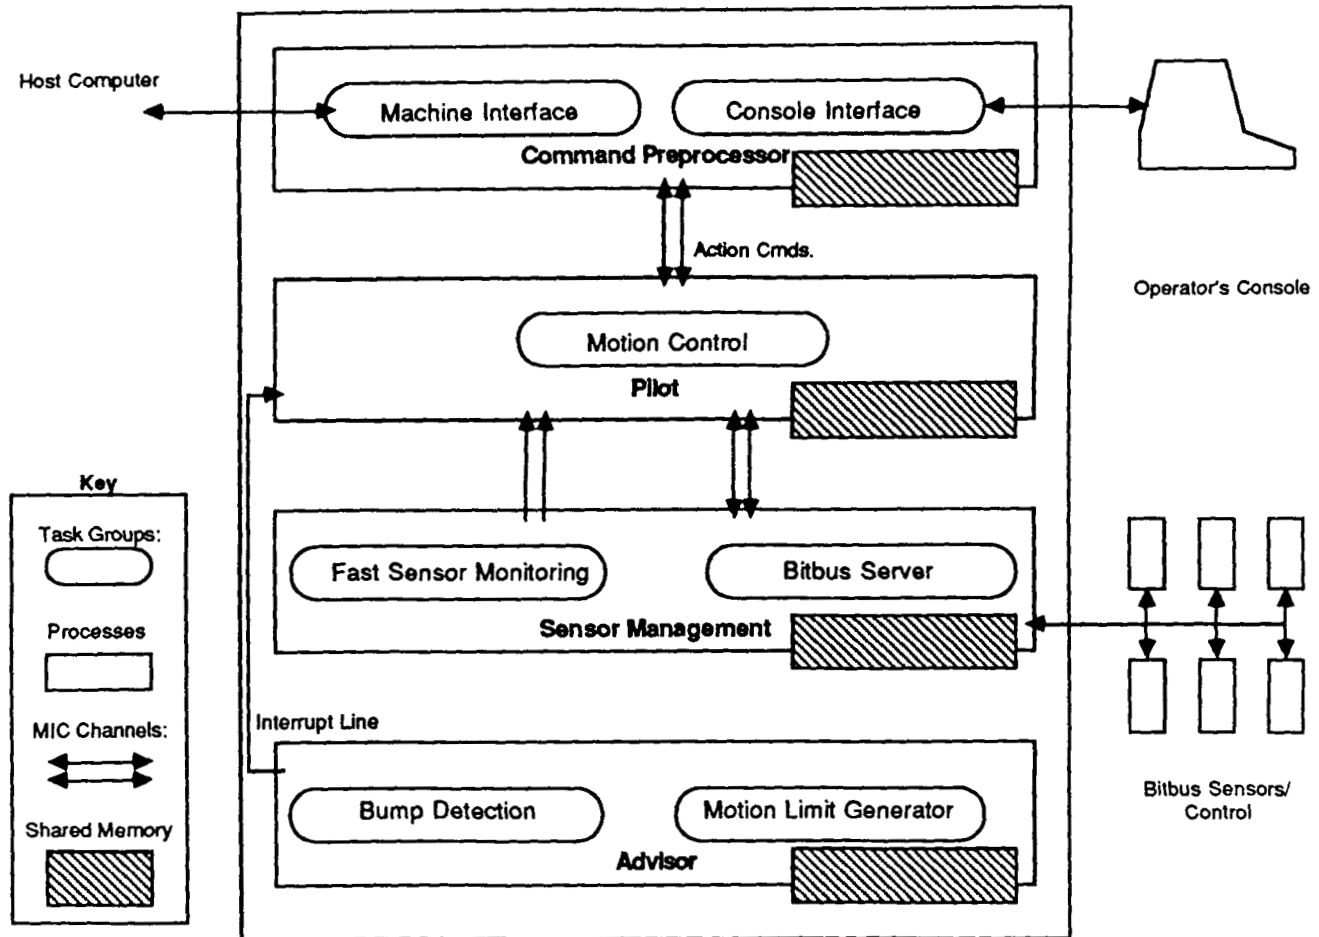 Host Computer
Machine Interface
Console Interface
Command Preprocessor
Action Cmds.
Operator's Console
Motion Control
Pilot
Key
Task Groups:
Processes
MIC Channels:
Shared Memory
Fast Sensor Monitoring
Bitbus Server
Sensor Management
Interrupt Line
Bump Detection
Motion Limit Generator
Advisor
Bitbus Sensors/
Control